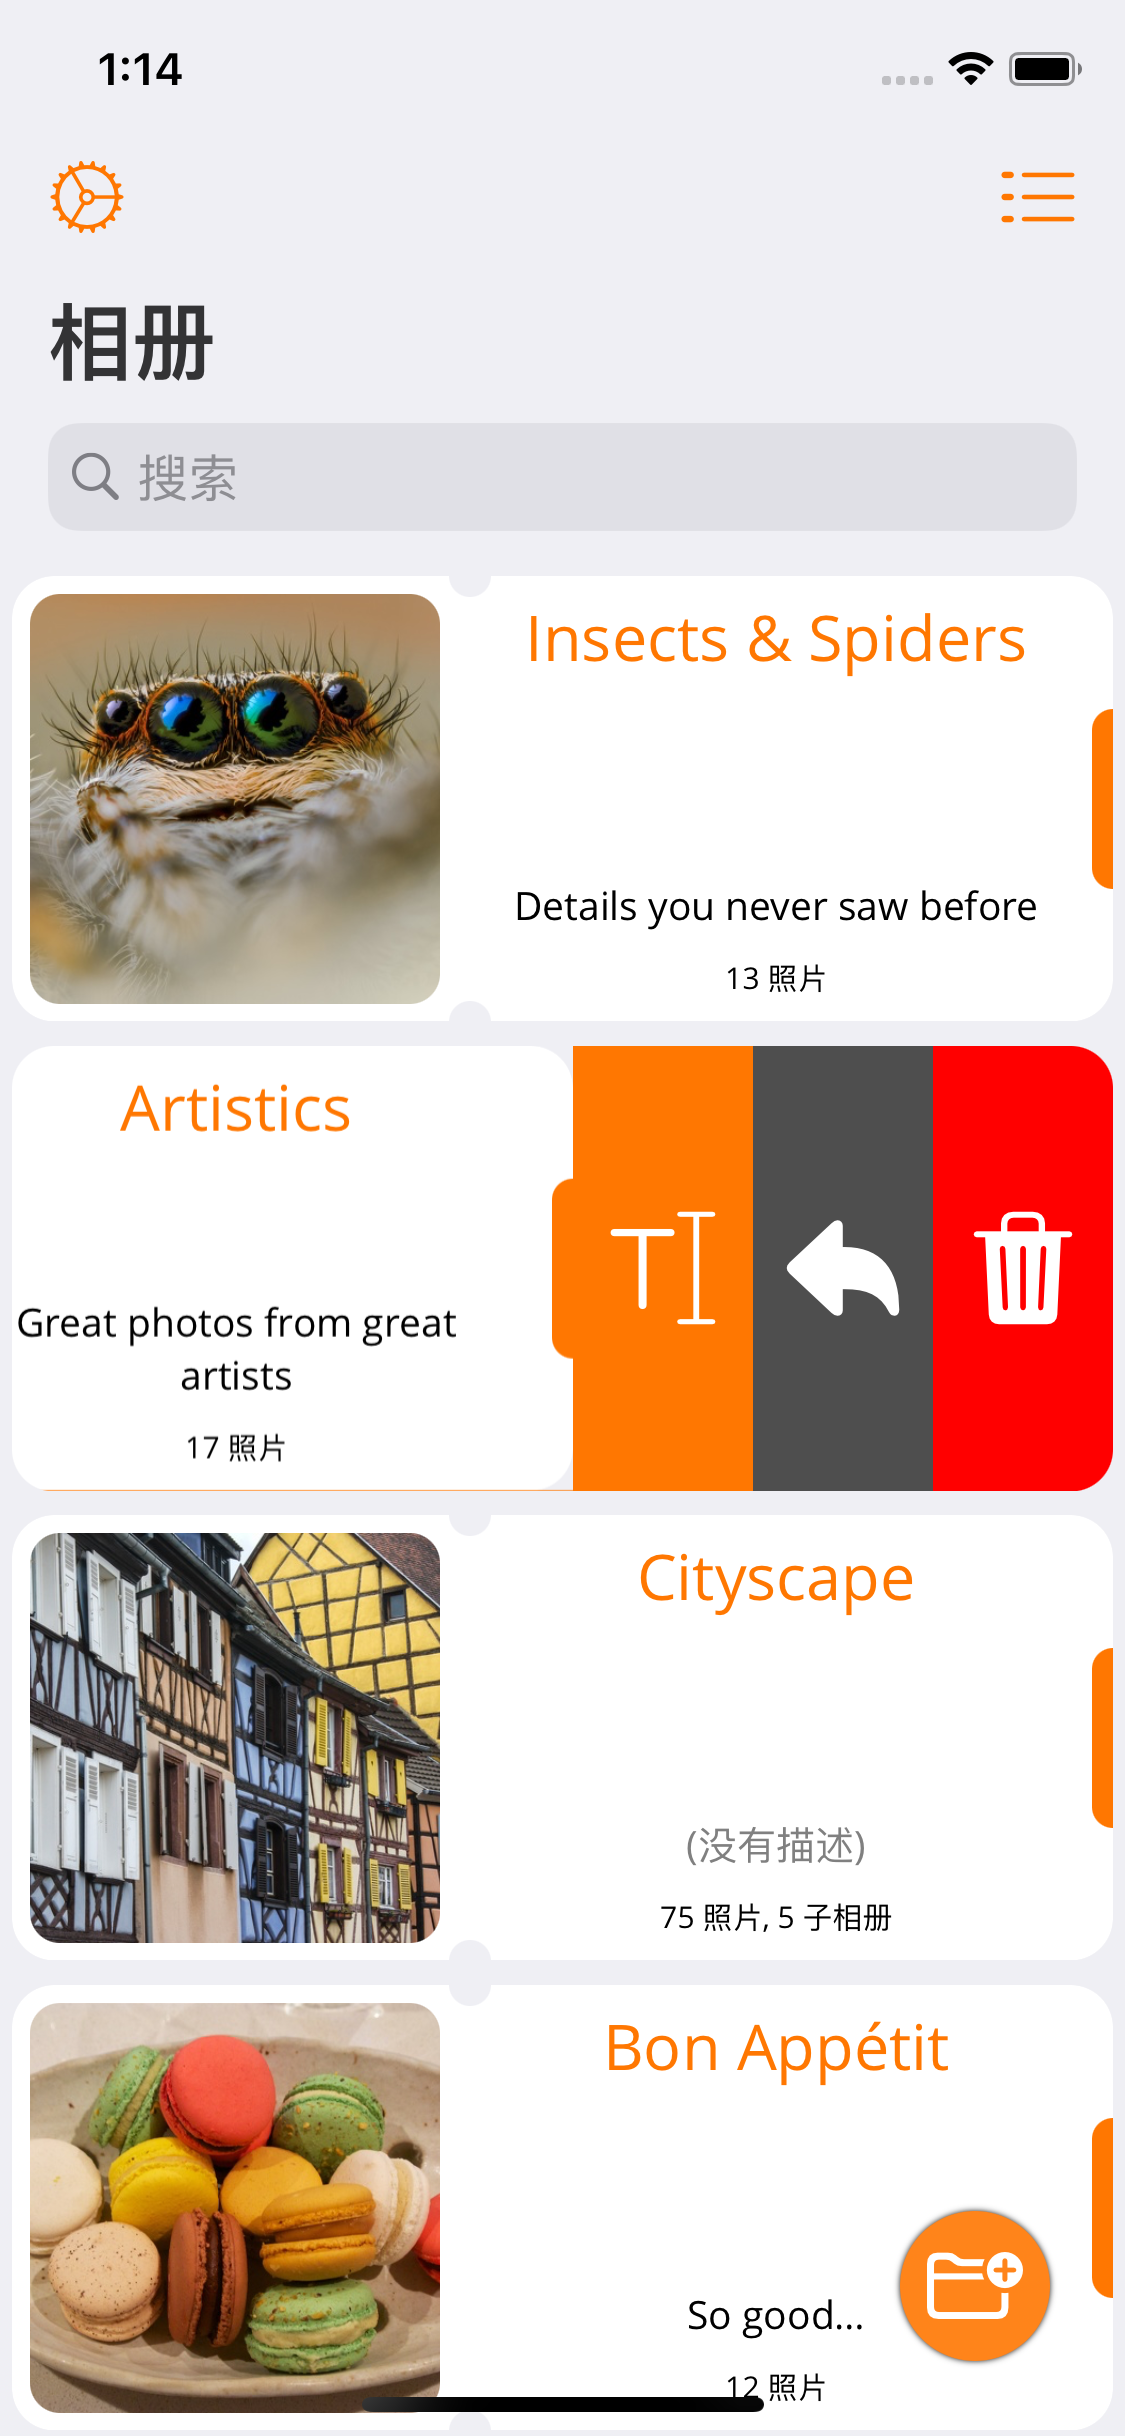 1:14
相册
搜索
Insects & Spiders
Details you never saw before
13 照片
Artistics
Great photos from great
artists
17 照片
Cityscape
(没有描述)
75 照片, 5 子相册
Bon Appétit
So good...
12 照片